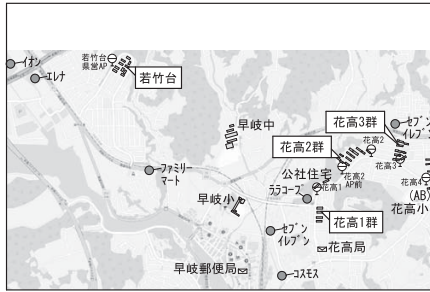 イオン
エレナ
若竹台
県営AP
若竹台
早岐中
花高3群
セブン
イレブン
花高2群
花高2
花高3
ファミリー
マート
公社住宅
花高2
AP前
花高1
ララコープ
花高4
(AB)
花高小
早岐小
花高1群
セブン
イレブン
花高局
早岐郵便局
コスモス